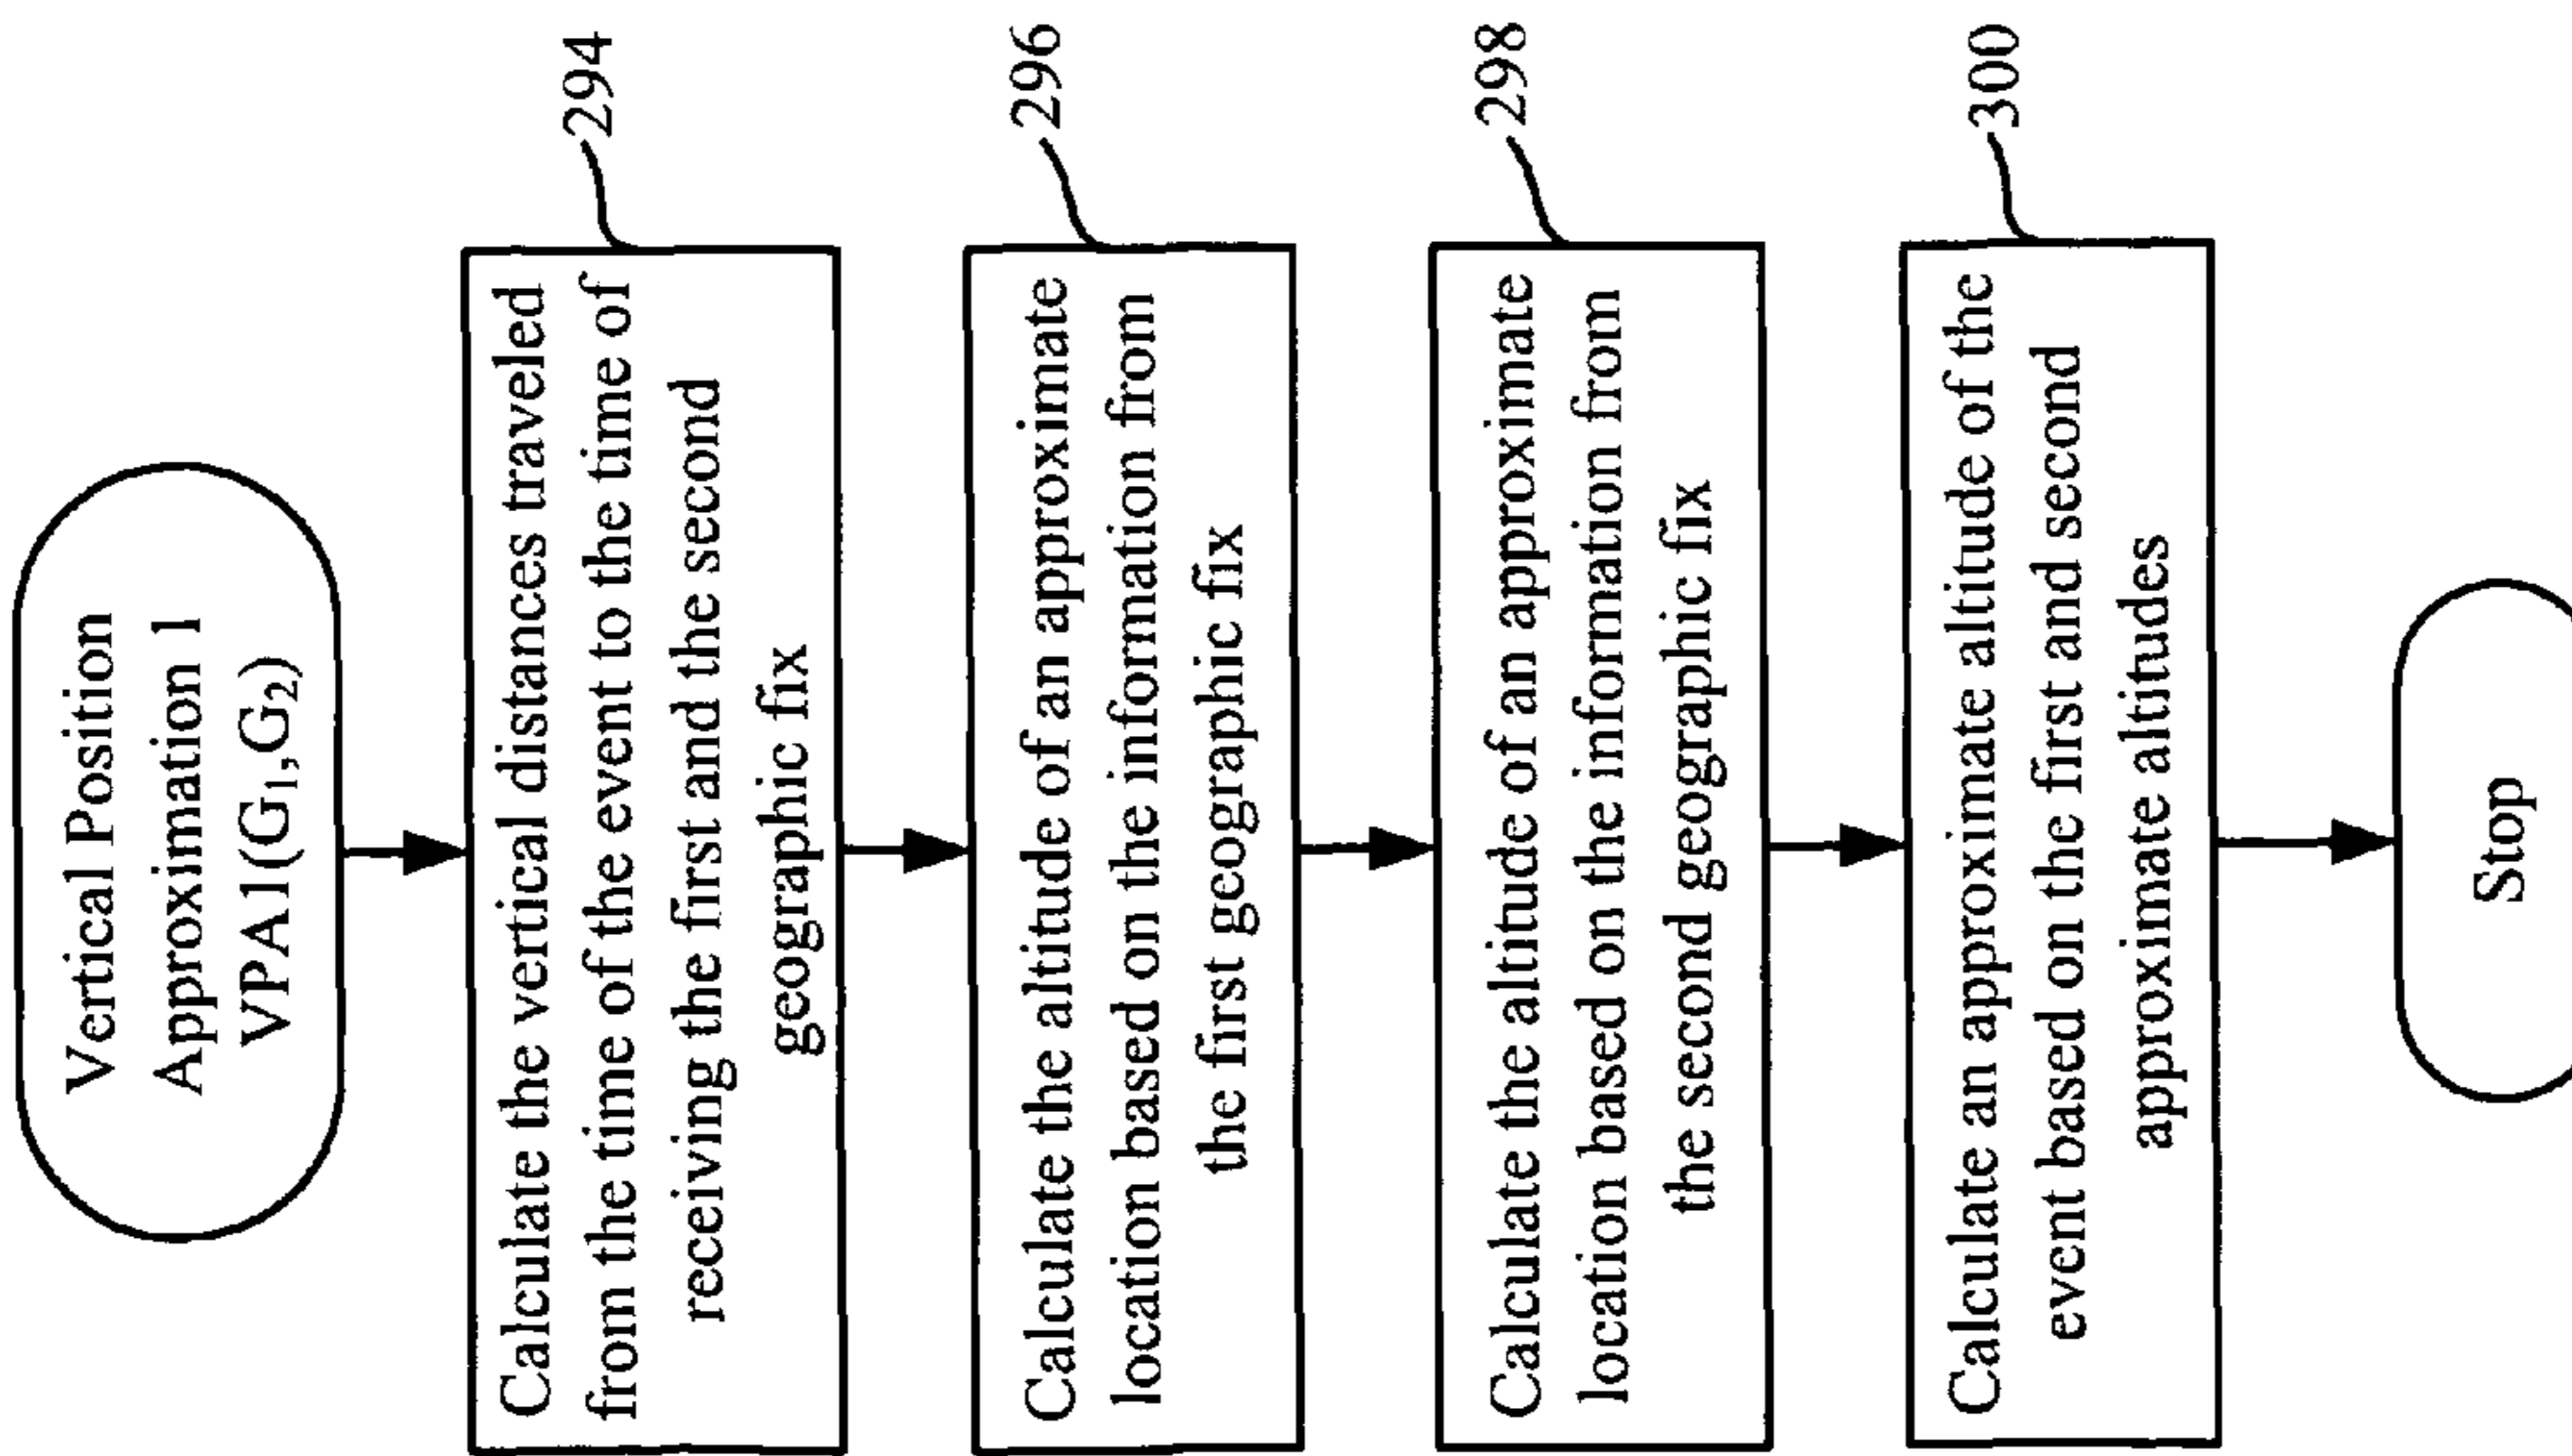 Vertical Position
Approximation 1
VPA1(G₁,G₂)
294
Calculate the vertical distances traveled
from the time of the event to the time of
receiving the first and the second
geographic fix
296
Calculate the altitude of an approximate
location based on the information from
the first geographic fix
298
Calculate the altitude of an approximate
location based on the information from
the second geographic fix
300
Calculate an approximate altitude of the
event based on the first and second
approximate altitudes
Stop